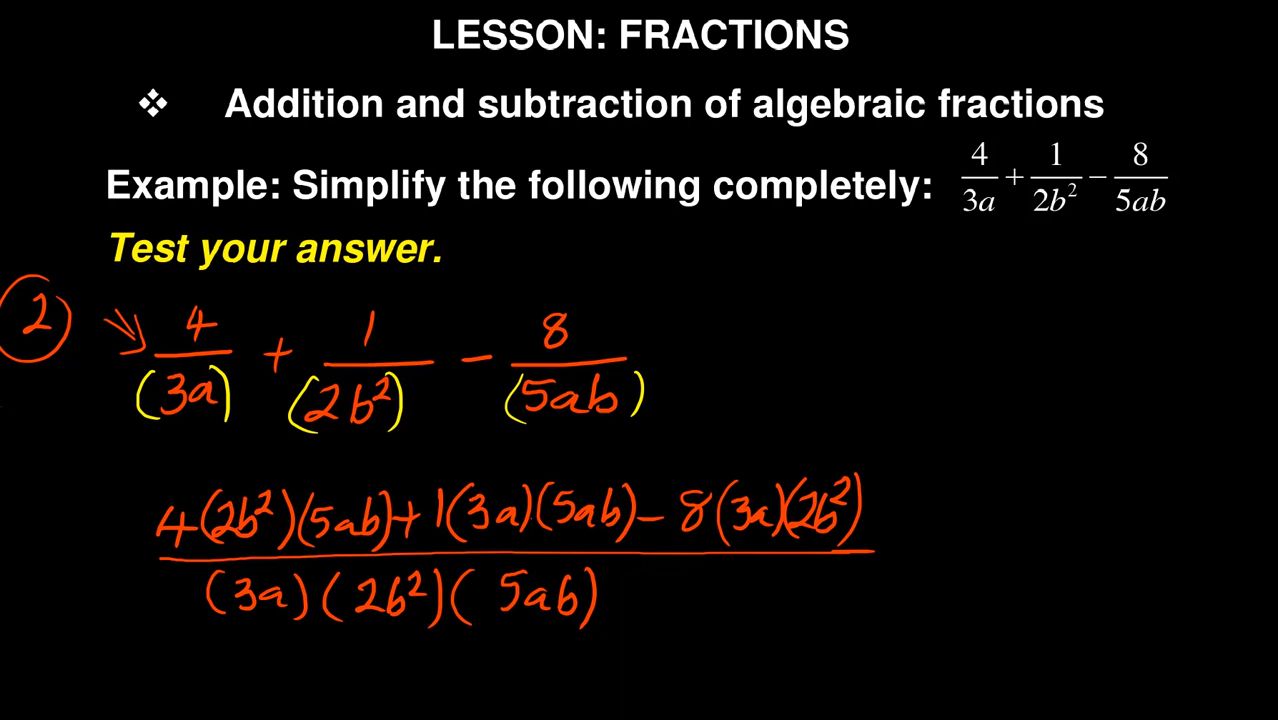 LESSON: FRACTIONS
❖ Addition and subtraction of algebraic fractions
Example: Simplify the following completely: 4/3a + 1/2b² − 8/5ab
Test your answer.
2 4/(3a) + 1/(2b²) − 8/(5ab)
4(2b²)(5ab) + 1(3a)(5ab) − 8(3a)(2b²)
(3a)(2b²)(5ab)